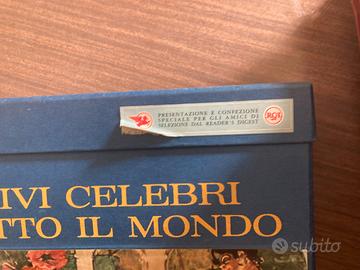 PRESENTAZIONE E CONFEZIONE
SPECIALE PER GLI AMICI DI
SELEZIONE DAL READER'S DIGEST
RCA
IVI CELEBRI
TTO IL MONDO
subito